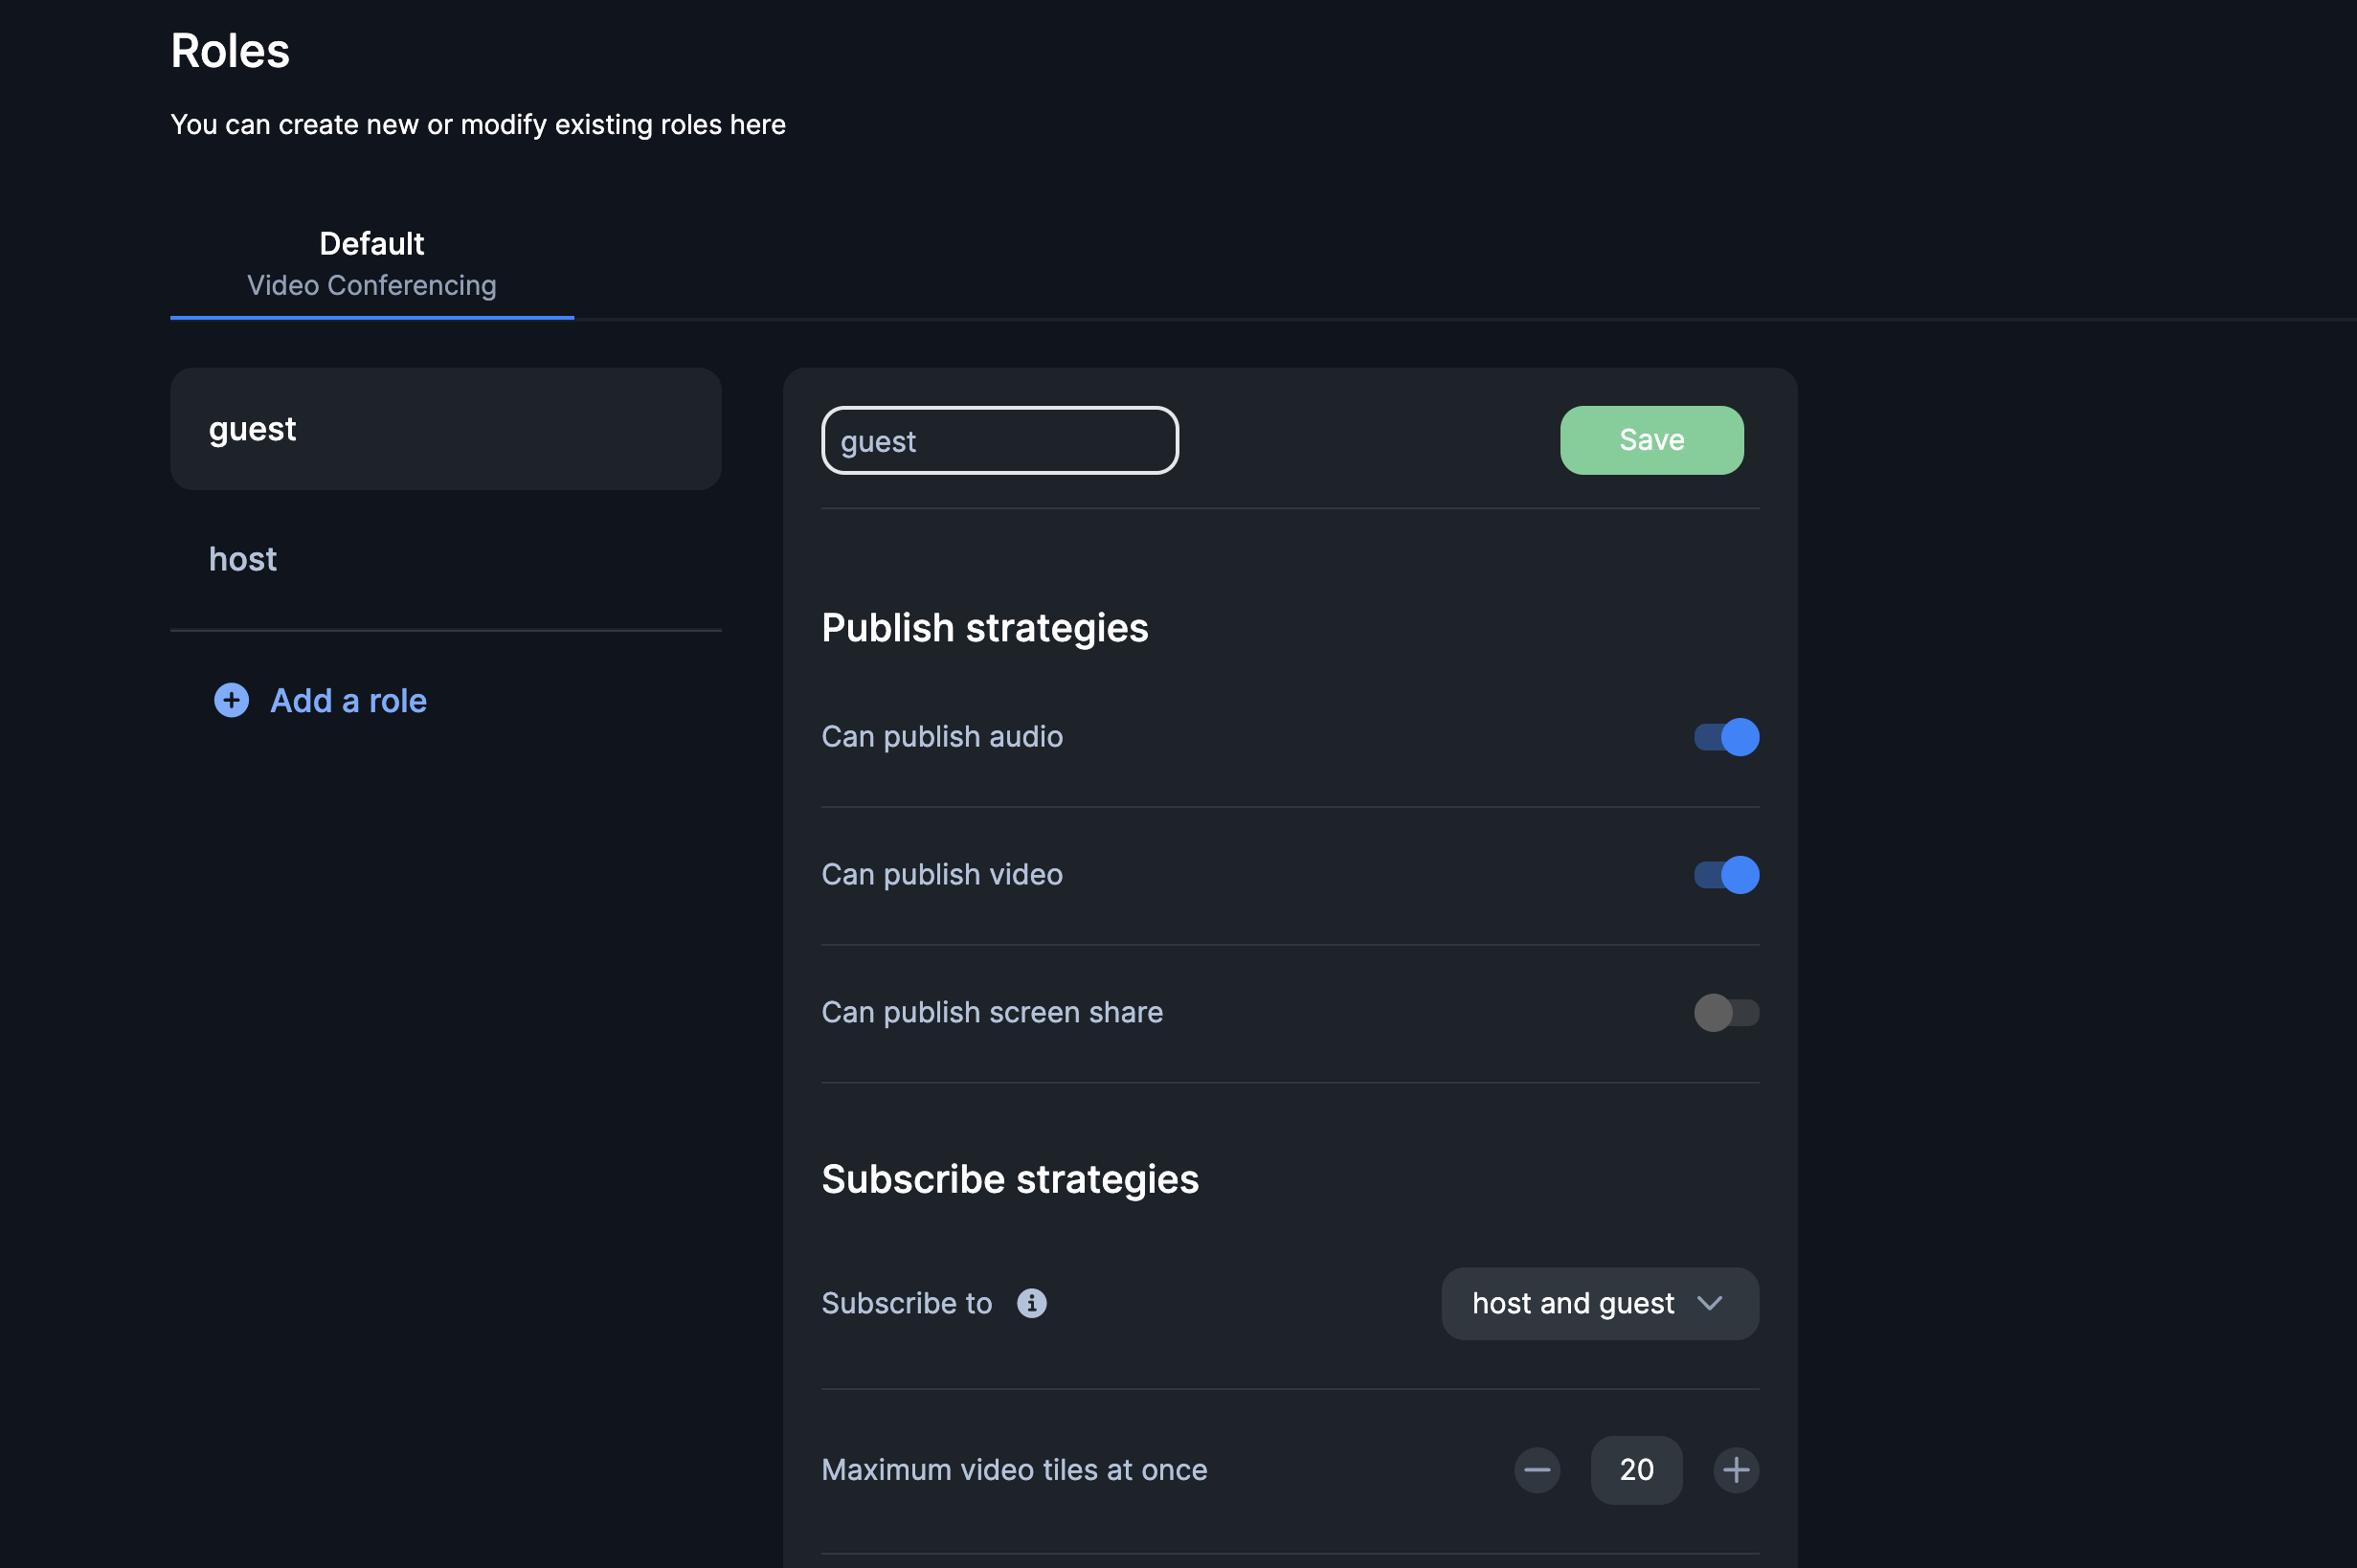 Roles
You can create new or modify existing roles here
Default
Video Conferencing
guest
host
Add a role
guest
Save
Publish strategies
Can publish audio
Can publish video
Can publish screen share
Subscribe strategies
Subscribe to
host and guest
Maximum video tiles at once
20